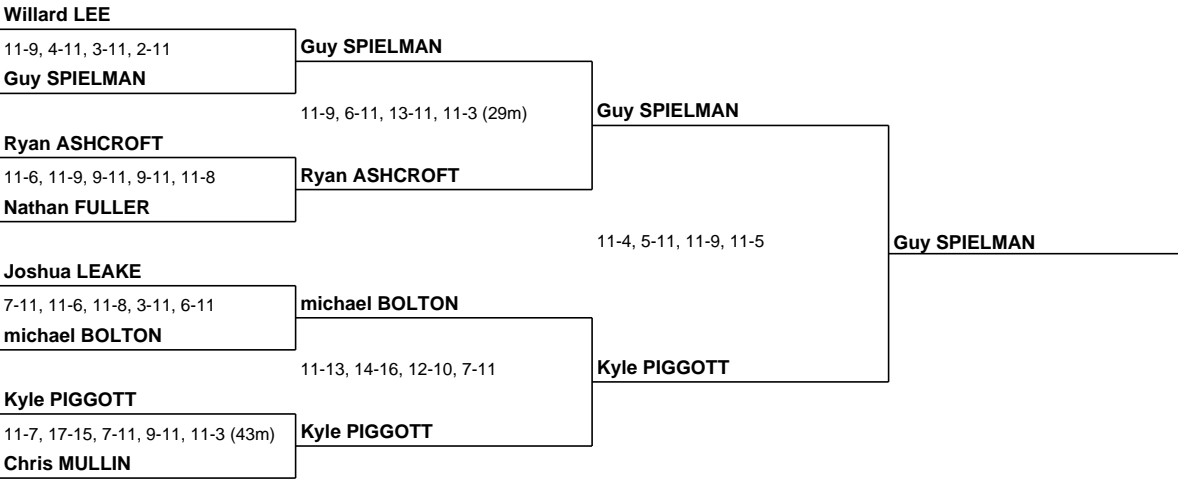 Willard LEE
11-9, 4-11, 3-11, 2-11
Guy SPIELMAN
Ryan ASHCROFT
11-6, 11-9, 9-11, 9-11, 11-8
Nathan FULLER
Joshua LEAKE
7-11, 11-6, 11-8, 3-11, 6-11
michael BOLTON
Kyle PIGGOTT
11-7, 17-15, 7-11, 9-11, 11-3 (43m)
Chris MULLIN
Guy SPIELMAN
11-9, 6-11, 13-11, 11-3 (29m)
Ryan ASHCROFT
michael BOLTON
11-13, 14-16, 12-10, 7-11
Kyle PIGGOTT
Guy SPIELMAN
11-4, 5-11, 11-9, 11-5
Kyle PIGGOTT
Guy SPIELMAN